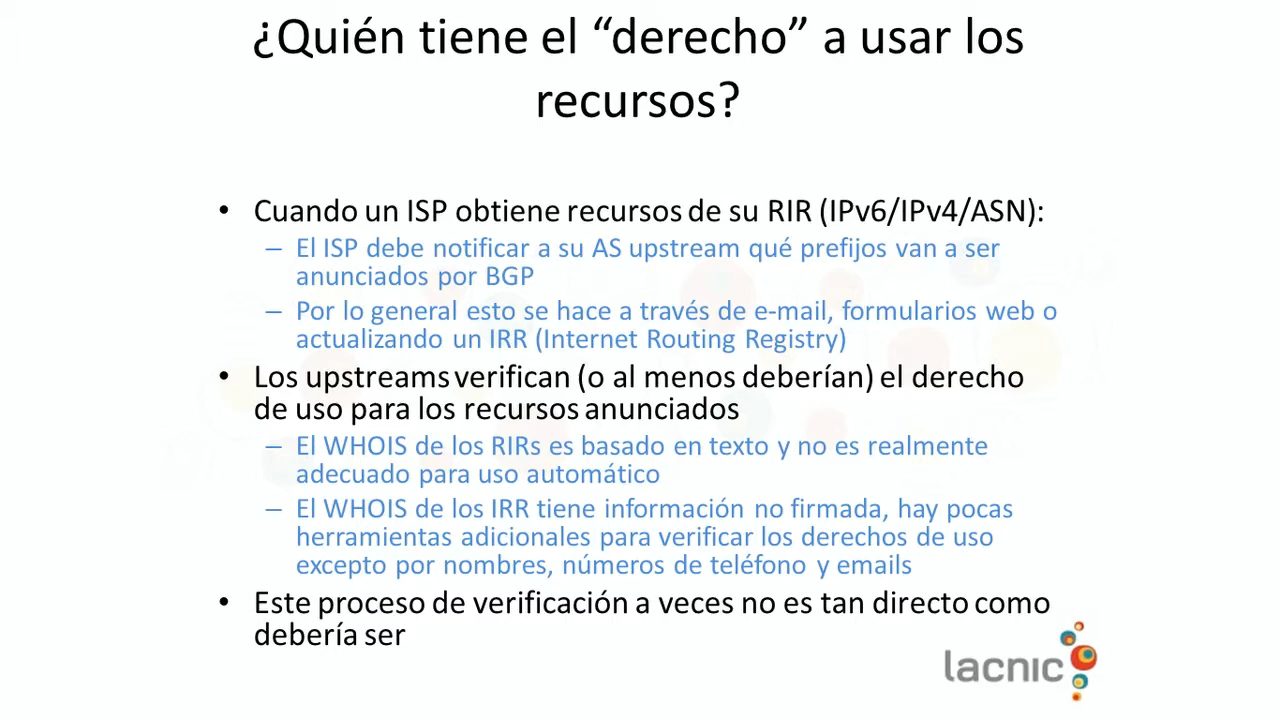 ¿Quién tiene el “derecho” a usar los
recursos?
• Cuando un ISP obtiene recursos de su RIR (IPv6/IPv4/ASN):
– El ISP debe notificar a su AS upstream qué prefijos van a ser
anunciados por BGP
– Por lo general esto se hace a través de e-mail, formularios web o
actualizando un IRR (Internet Routing Registry)
• Los upstreams verifican (o al menos deberían) el derecho
de uso para los recursos anunciados
– El WHOIS de los RIRs es basado en texto y no es realmente
adecuado para uso automático
– El WHOIS de los IRR tiene información no firmada, hay pocas
herramientas adicionales para verificar los derechos de uso
excepto por nombres, números de teléfono y emails
• Este proceso de verificación a veces no es tan directo como
debería ser
lacnic